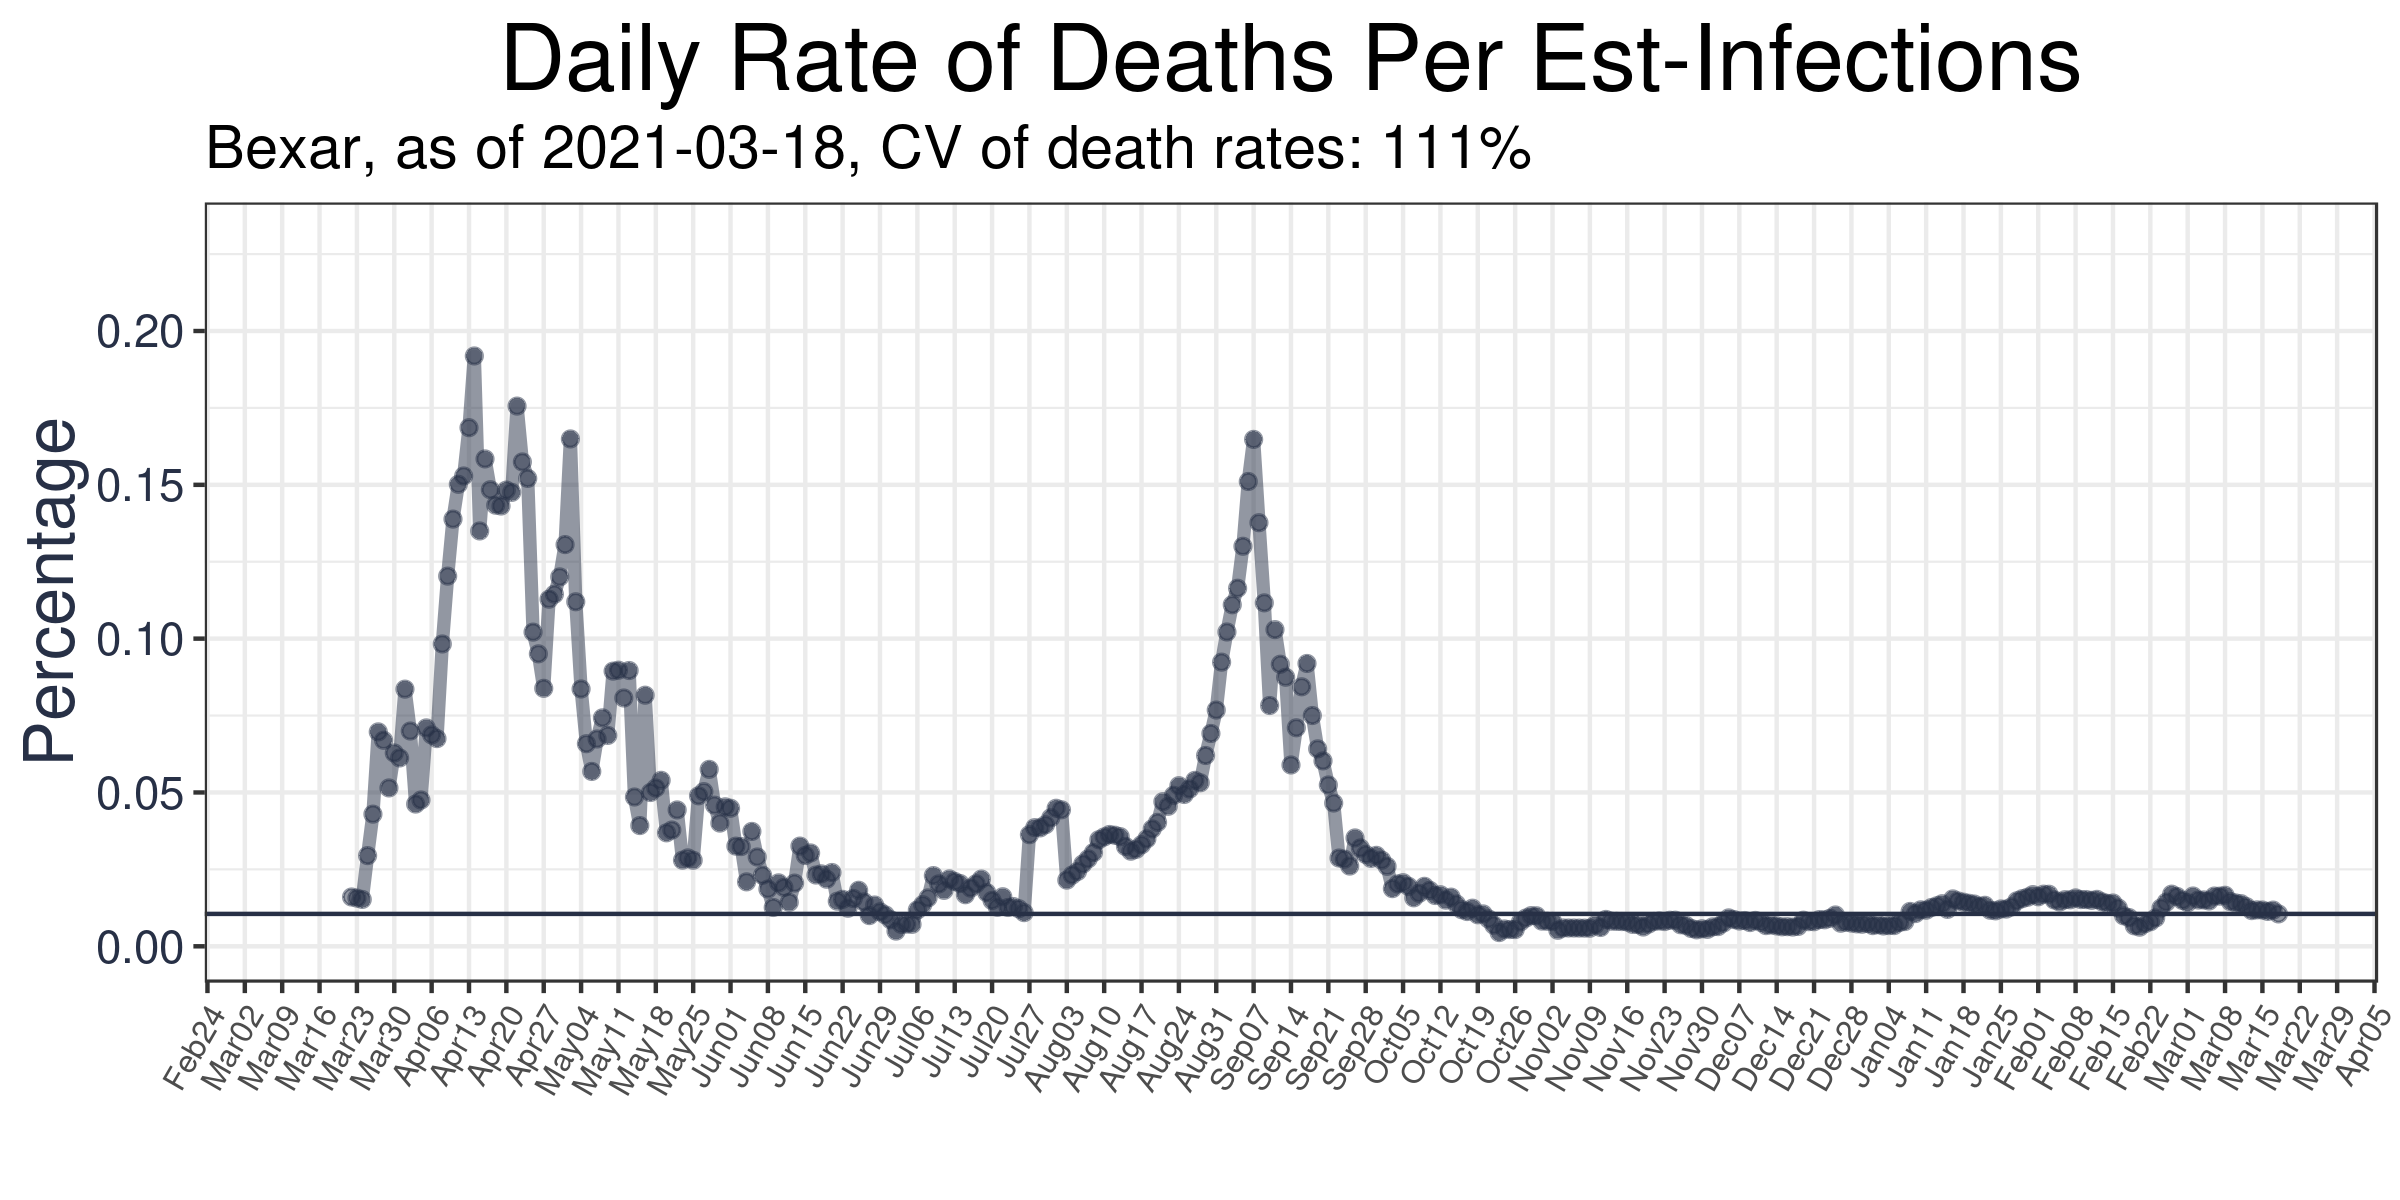 Daily Rate of Deaths Per Est-Infections
Bexar, as of 2021-03-18, CV of death rates: 111%
Percentage
0.20
0.15
0.10
0.05
0.00
Feb24
Mar02
Mar09
Mar16
Mar23
Mar30
Apr06
Apr13
Apr20
Apr27
May04
May11
May18
May25
Jun01
Jun08
Jun15
Jun22
Jun29
Jul06
Jul13
Jul20
Jul27
Aug03
Aug10
Aug17
Aug24
Aug31
Sep07
Sep14
Sep21
Sep28
Oct05
Oct12
Oct19
Oct26
Nov02
Nov09
Nov16
Nov23
Nov30
Dec07
Dec14
Dec21
Dec28
Jan04
Jan11
Jan18
Jan25
Feb01
Feb08
Feb15
Feb22
Mar01
Mar08
Mar15
Mar22
Mar29
Apr05